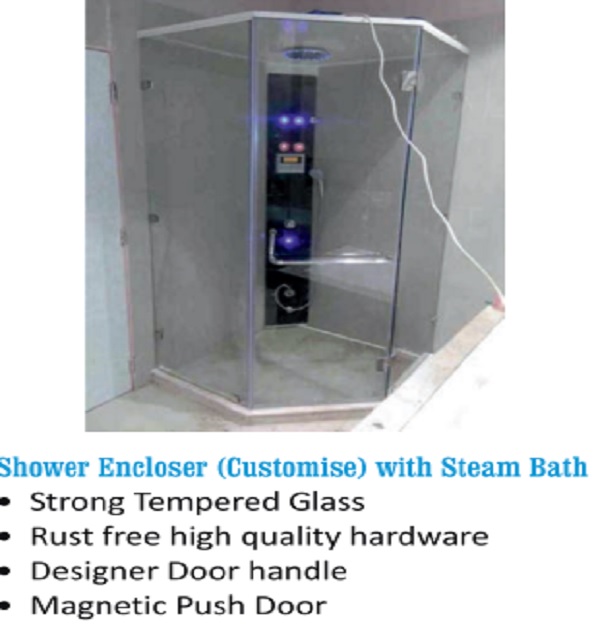 Shower Encloser (Customise) with Steam Bath
• Strong Tempered Glass
• Rust free high quality hardware
• Designer Door handle
• Magnetic Push Door